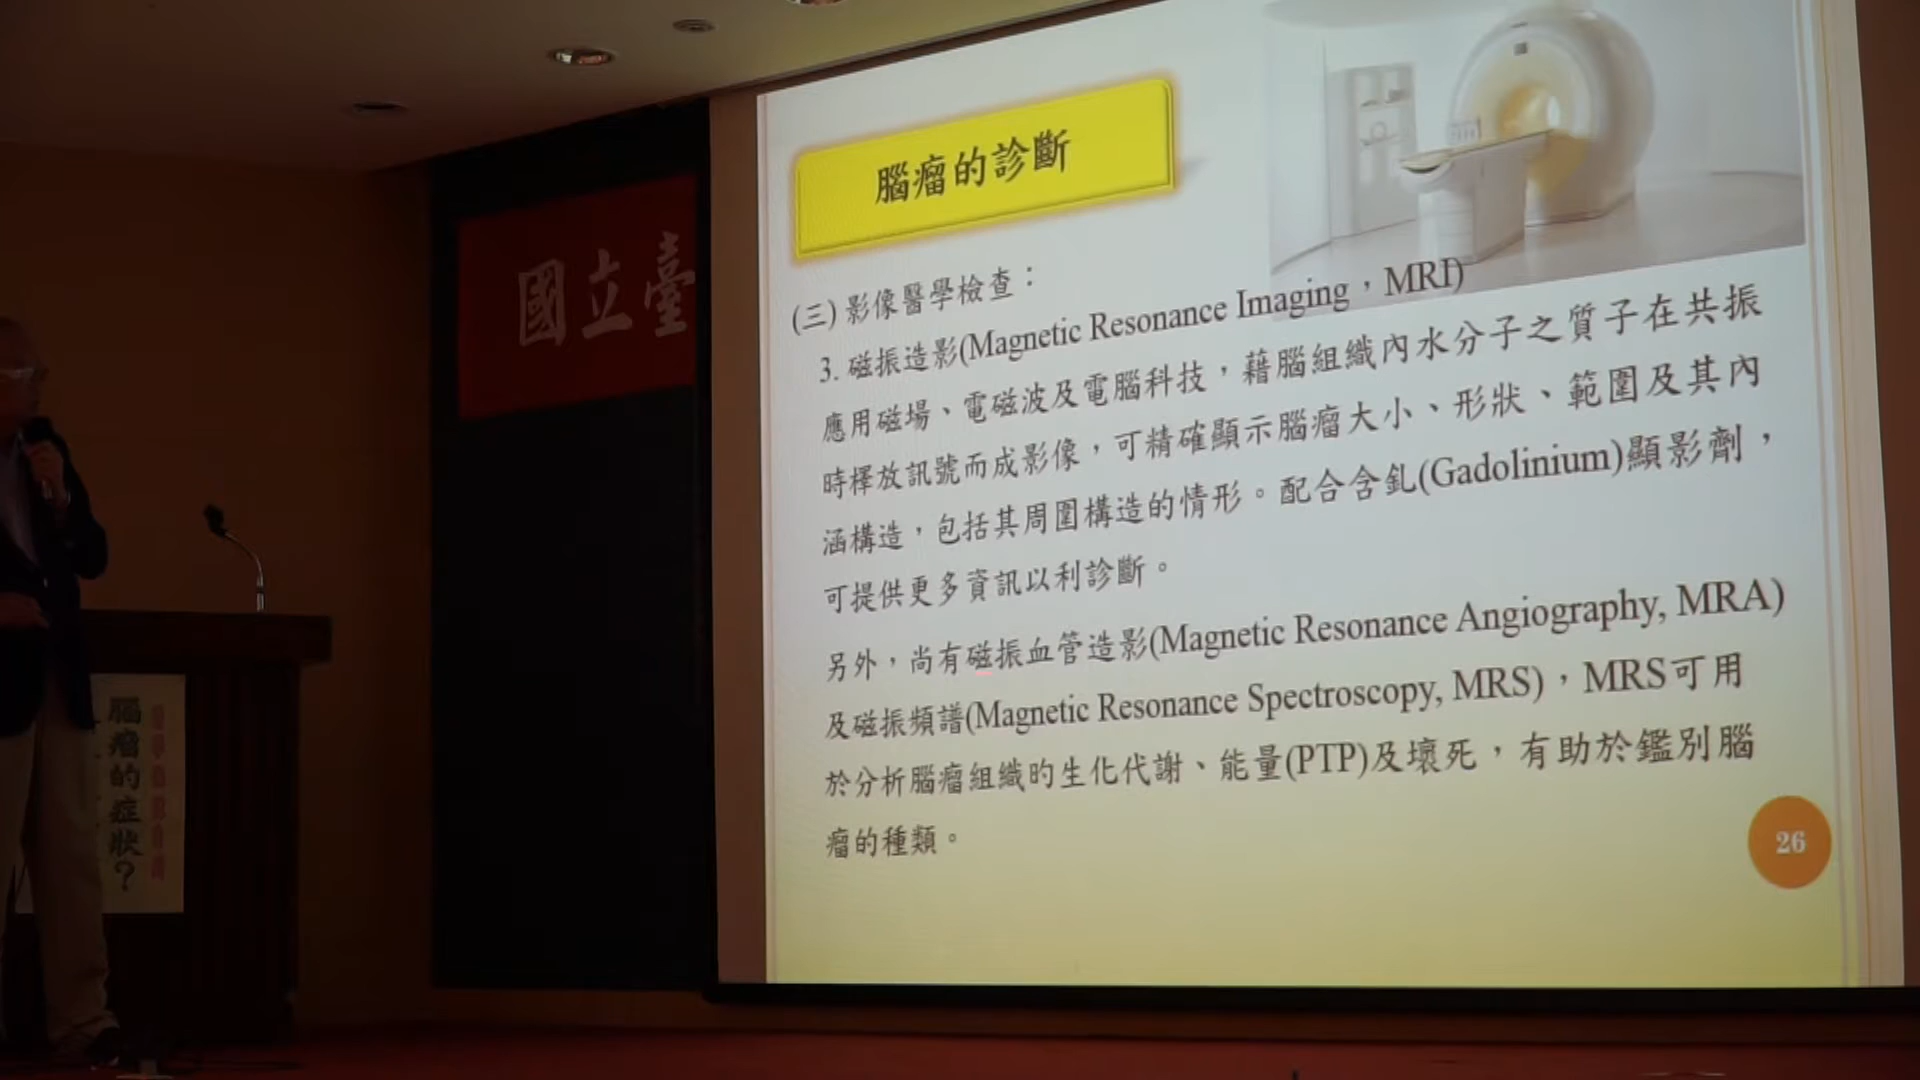 腦瘤的診斷
(三)影像醫學檢查：
3. 磁振造影(Magnetic Resonance Imaging，MRI)
應用磁場、電磁波及電腦科技，藉腦組織內水分子之質子在共振
時釋放訊號而成影像，可精確顯示腦瘤大小、形狀、範圍及其內
涵構造，包括其周圍構造的情形。配合含釓(Gadolinium)顯影劑，
可提供更多資訊以利診斷。
另外，尚有磁振血管造影(Magnetic Resonance Angiography, MRA)
及磁振頻譜(Magnetic Resonance Spectroscopy, MRS)，MRS可用
於分析腦瘤組織的生化代謝、能量(PTP)及壞死，有助於鑑別腦
瘤的種類。
26
國立臺
腦瘤的症狀？